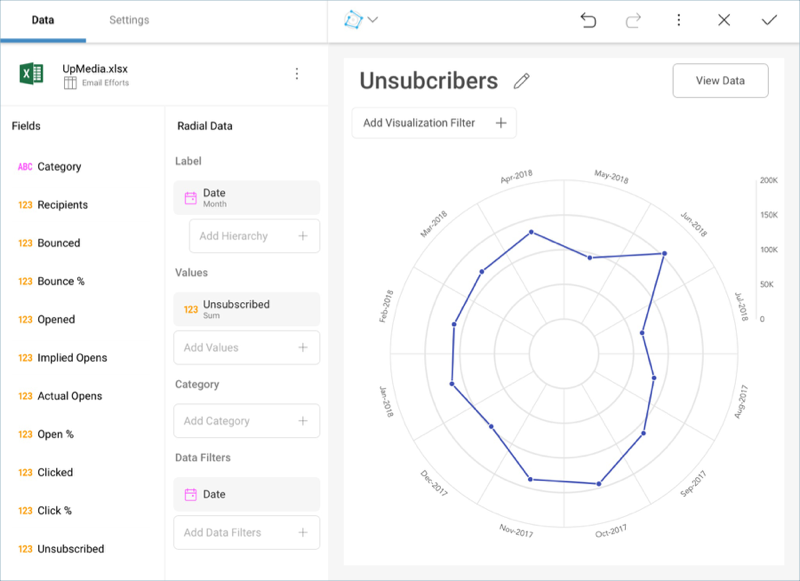 Data
Settings
UpMedia.xlsx
Email Efforts
Fields
ABC Category
123 Recipients
123 Bounced
123 Bounce %
123 Opened
123 Implied Opens
123 Actual Opens
123 Open %
123 Clicked
123 Click %
123 Unsubscribed
Radial Data
Label
Date
Month
Add Hierarchy +
Values
123 Unsubscribed
Sum
Add Values +
Category
Add Category +
Data Filters
Date
Add Data Filters +
Unsubcribers
View Data
Add Visualization Filter +
Apr-2018
May-2018
Jun-2018
Jul-2018
Aug-2017
Sep-2017
Oct-2017
Nov-2017
Dec-2017
Jan-2018
Feb-2018
Mar-2018
200K
150K
100K
50K
0